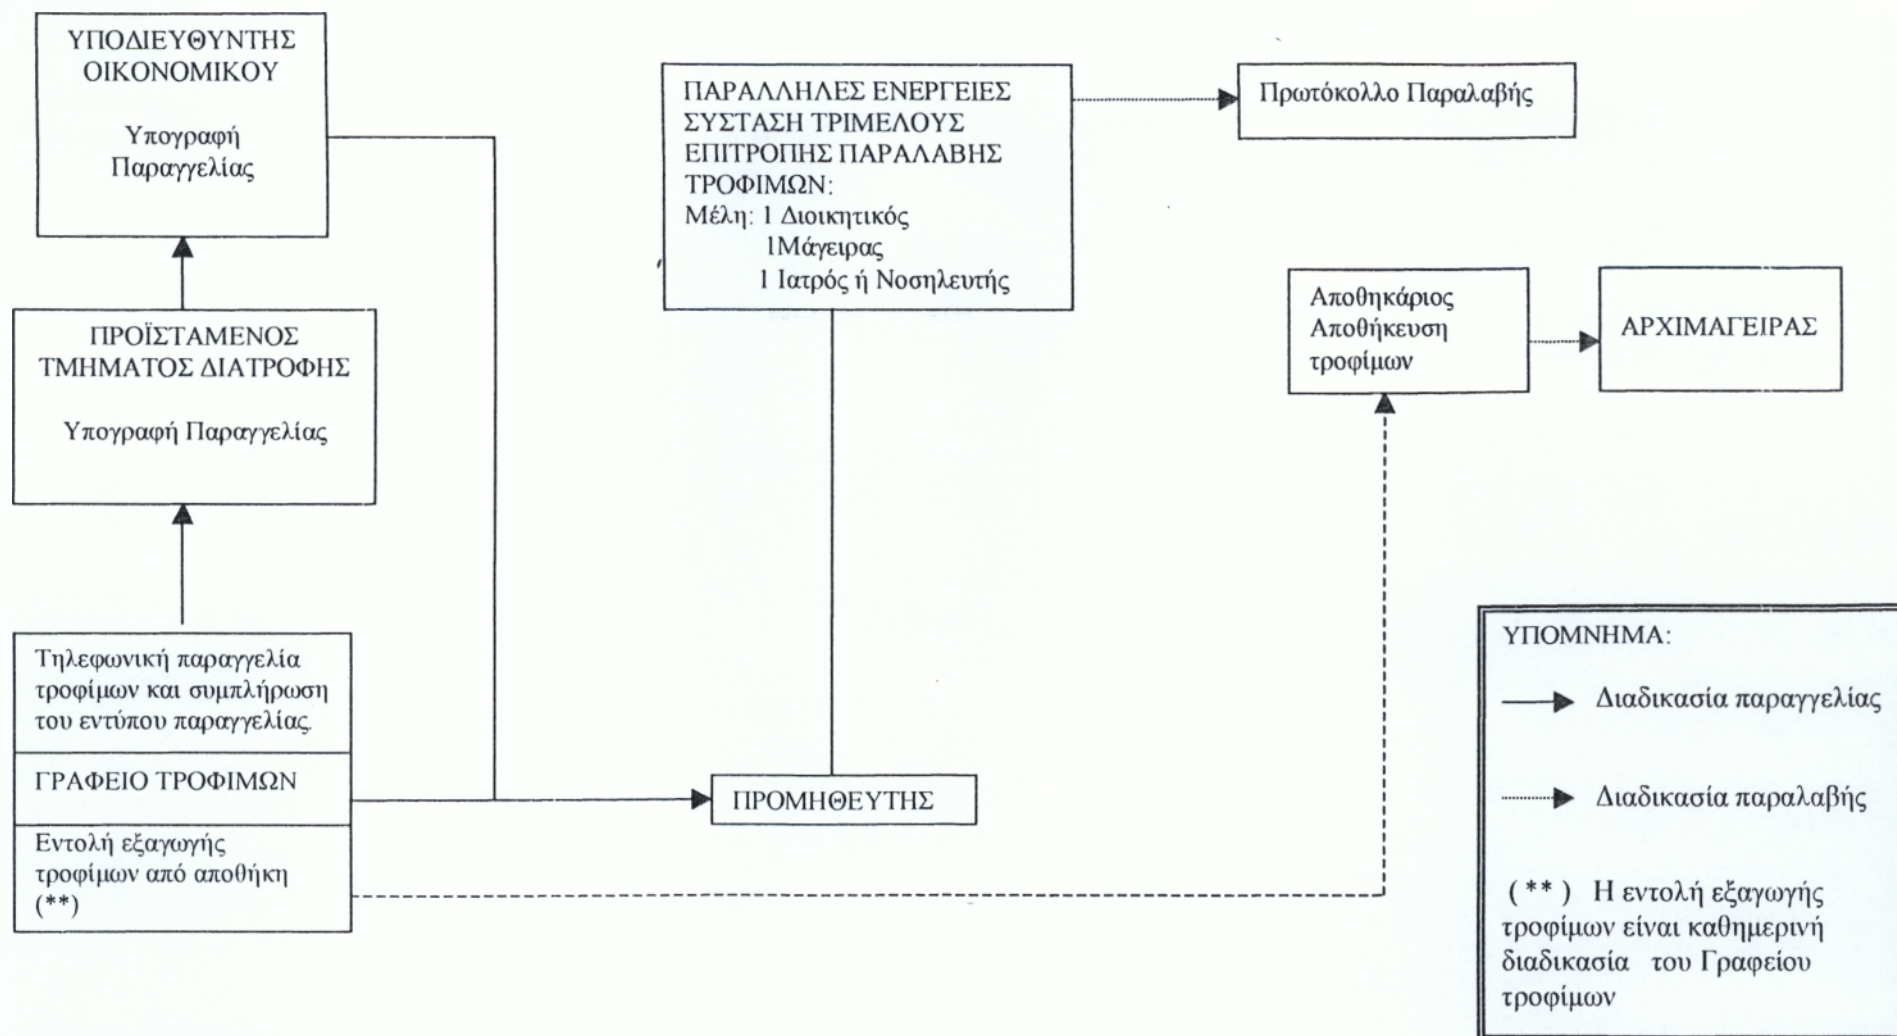 ΥΠΟΔΙΕΥΘΥΝΤΗΣ
ΟΙΚΟΝΟΜΙΚΟΥ
Υπογραφή
Παραγγελίας
ΠΡΟΪΣΤΑΜΕΝΟΣ
ΤΜΗΜΑΤΟΣ ΔΙΑΤΡΟΦΗΣ
Υπογραφή Παραγγελίας
Τηλεφωνική παραγγελία
τροφίμων και συμπλήρωση
του εντύπου παραγγελίας.
ΓΡΑΦΕΙΟ ΤΡΟΦΙΜΩΝ
Εντολή εξαγωγής
τροφίμων από αποθήκη
(**)
ΠΑΡΑΛΛΗΛΕΣ ΕΝΕΡΓΕΙΕΣ
ΣΥΣΤΑΣΗ ΤΡΙΜΕΛΟΥΣ
ΕΠΙΤΡΟΠΗΣ ΠΑΡΑΛΑΒΗΣ
ΤΡΟΦΙΜΩΝ:
Μέλη: 1 Διοικητικός
1Μάγειρας
1 Ιατρός ή Νοσηλευτής
ΠΡΟΜΗΘΕΥΤΗΣ
Πρωτόκολλο Παραλαβής
Αποθηκάριος
Αποθήκευση
τροφίμων
ΑΡΧΙΜΑΓΕΙΡΑΣ
ΥΠΟΜΝΗΜΑ:
Διαδικασία παραγγελίας
Διαδικασία παραλαβής
(** ) Η εντολή εξαγωγής
τροφίμων είναι καθημερινή
διαδικασία του Γραφείου
τροφίμων